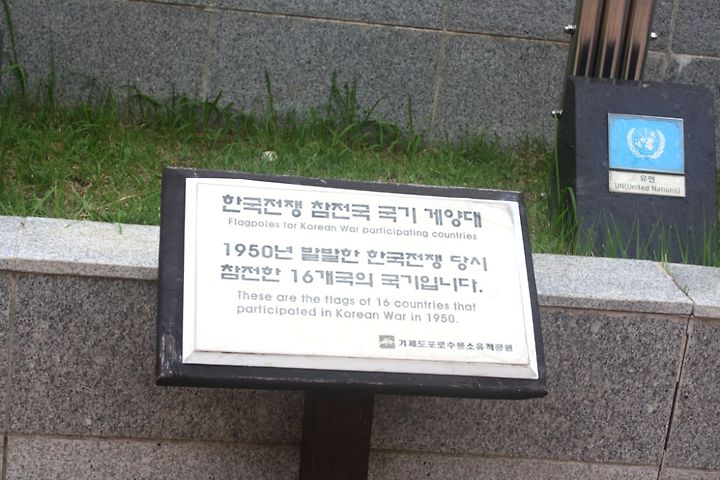 한국전쟁 참전국 국기 게양대
Flagpoles for Korean War participating countries
1950년 발발한 한국전쟁 당시
참전한 16개국의 국기입니다.
These are the flags of 16 countries that
participated in Korean War in 1950.
거제도포로수용소유적공원
유엔
UN(United Nations)